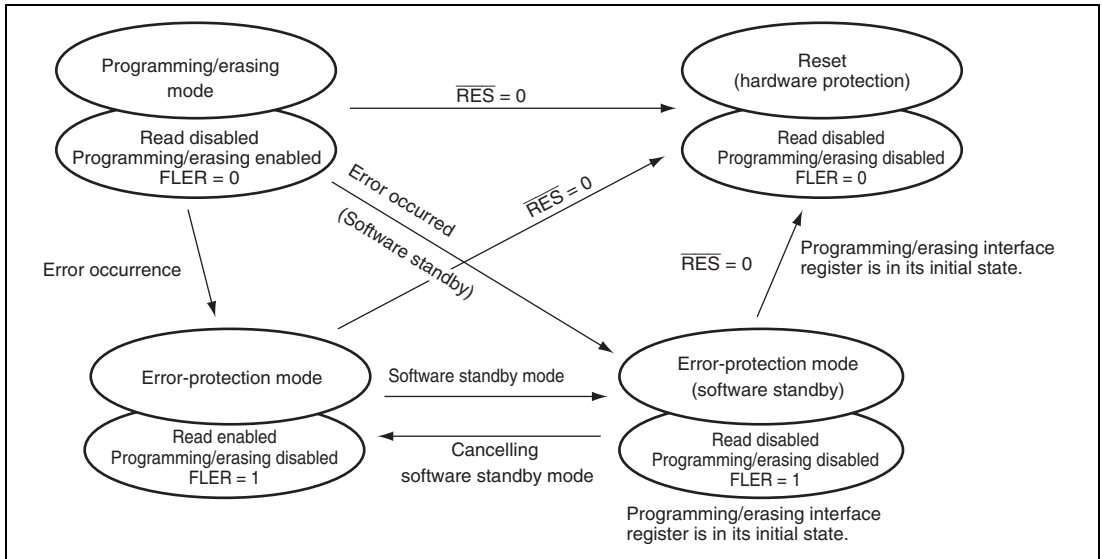 Programming/erasing
mode
Read disabled
Programming/erasing enabled
FLER = 0
R̅E̅S̅ = 0
Reset
(hardware protection)
Read disabled
Programming/erasing disabled
FLER = 0
Error occurred
(Software standby)
R̅E̅S̅ = 0
Error occurrence
R̅E̅S̅ = 0
Programming/erasing interface
register is in its initial state.
Error-protection mode
Read enabled
Programming/erasing disabled
FLER = 1
Software standby mode
Cancelling
software standby mode
Error-protection mode
(software standby)
Read disabled
Programming/erasing disabled
FLER = 1
Programming/erasing interface
register is in its initial state.